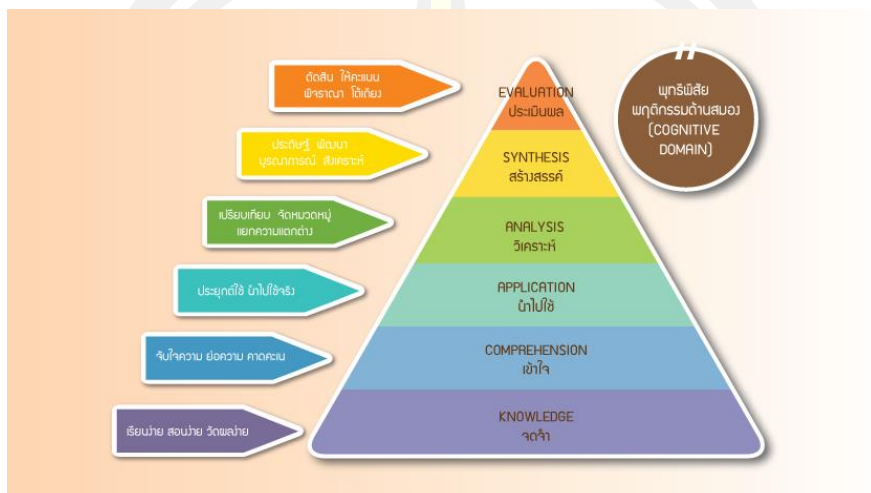 ตัดสิน ให้คะแนน
พิจารณา โต้เถียง
EVALUATION
ประเมินผล
"
พุทธิพิสัย
พฤติกรรมด้านสมอง
(COGNITIVE
DOMAIN)
ประดิษฐ์ พัฒนา
บูรณาการณ์ สังเคราะห์
SYNTHESIS
สร้างสรรค์
เปรียบเทียบ จัดหมวดหมู่
แยกความแตกต่าง
ANALYSIS
วิเคราะห์
ประยุกต์ใช้ นำไปใช้จริง
APPLICATION
นำไปใช้
จับใจความ ย่อความ คาดคะเน
COMPREHENSION
เข้าใจ
เรียนง่าย สอนง่าย วัดผลง่าย
KNOWLEDGE
จดจำ